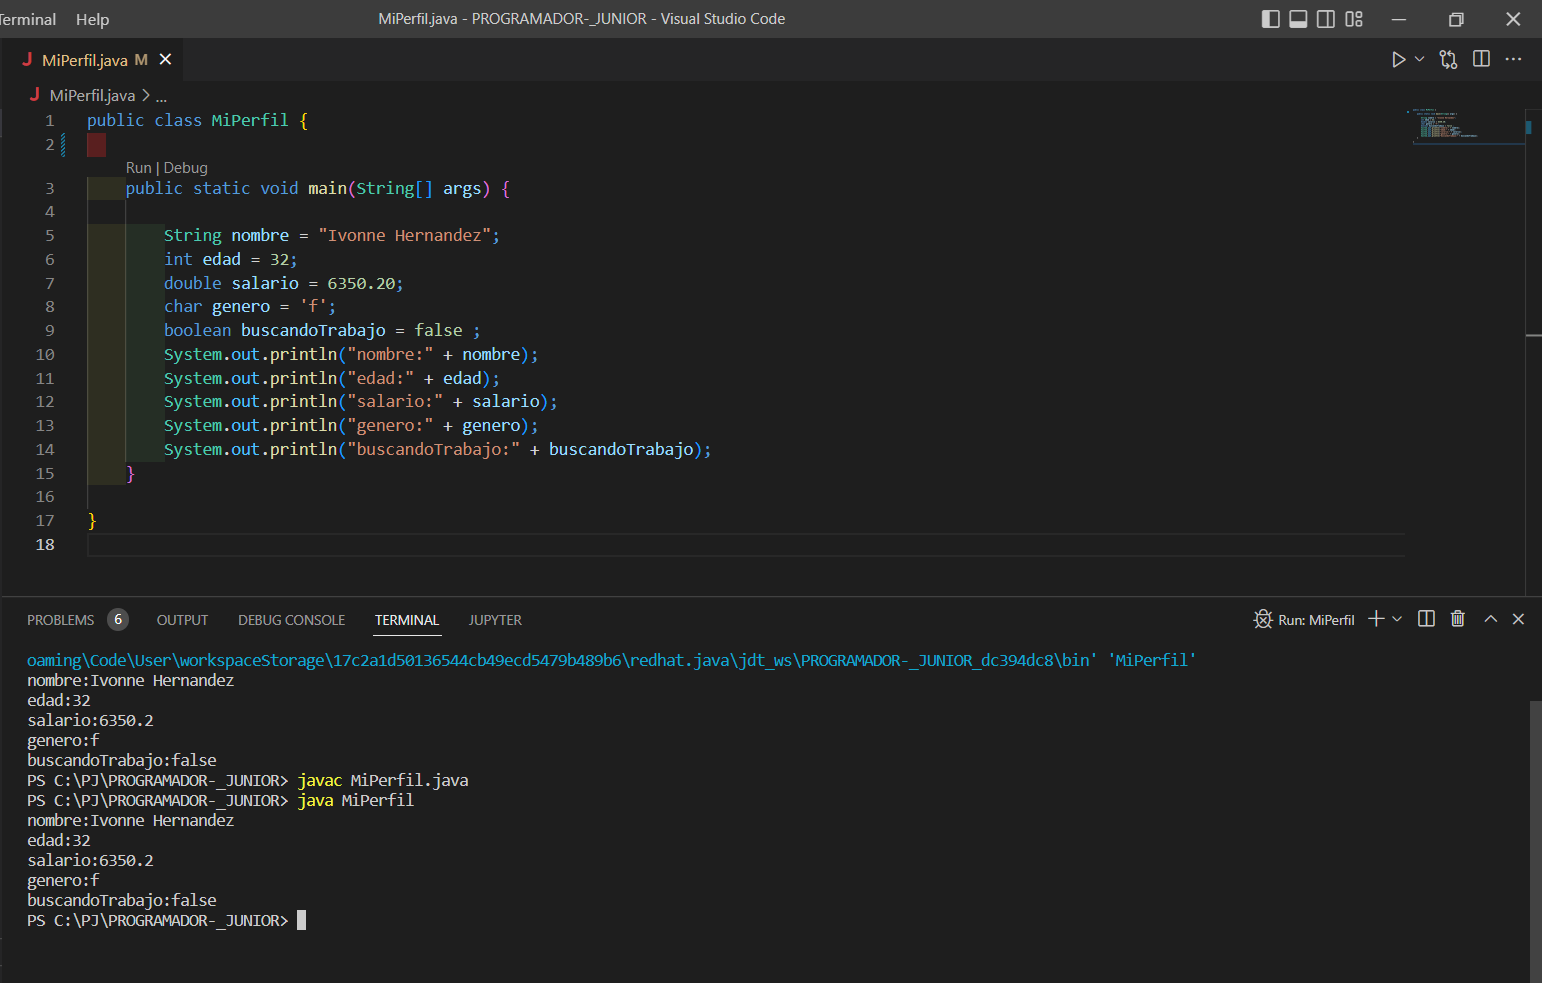 Terminal Help MiPerfil.java - PROGRAMADOR-_JUNIOR - Visual Studio Code
J MiPerfil.java M
J MiPerfil.java > ...
1 public class MiPerfil {
2
Run | Debug
3 public static void main(String[] args) {
4
5 String nombre = "Ivonne Hernandez";
6 int edad = 32;
7 double salario = 6350.20;
8 char genero = 'f';
9 boolean buscandoTrabajo = false ;
10 System.out.println("nombre:" + nombre);
11 System.out.println("edad:" + edad);
12 System.out.println("salario:" + salario);
13 System.out.println("genero:" + genero);
14 System.out.println("buscandoTrabajo:" + buscandoTrabajo);
15 }
16
17 }
18
PROBLEMS 6 OUTPUT DEBUG CONSOLE TERMINAL JUPYTER Run: MiPerfil
oaming\Code\User\workspaceStorage\17c2a1d50136544cb49ecd5479b489b6\redhat.java\jdt_ws\PROGRAMADOR-_JUNIOR_dc394dc8\bin' 'MiPerfil'
nombre:Ivonne Hernandez
edad:32
salario:6350.2
genero:f
buscandoTrabajo:false
PS C:\PJ\PROGRAMADOR-_JUNIOR> javac MiPerfil.java
PS C:\PJ\PROGRAMADOR-_JUNIOR> java MiPerfil
nombre:Ivonne Hernandez
edad:32
salario:6350.2
genero:f
buscandoTrabajo:false
PS C:\PJ\PROGRAMADOR-_JUNIOR>